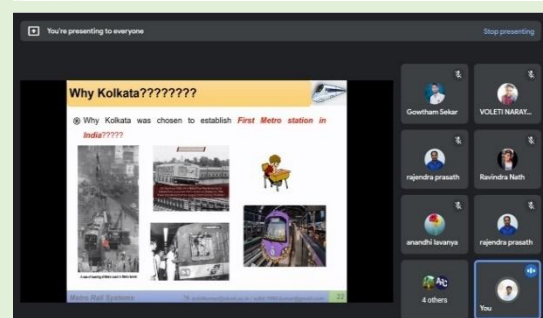 You're presenting to everyone
Stop presenting
Why Kolkata????????
Why Kolkata was chosen to establish First Metro station in
India?????
Metro Rail Systems
22
Gowtham Sekar
VOLETI NARAY...
rajendra prasath
Ravindra Nath
anandhi lavanya
rajendra prasath
4 others
You